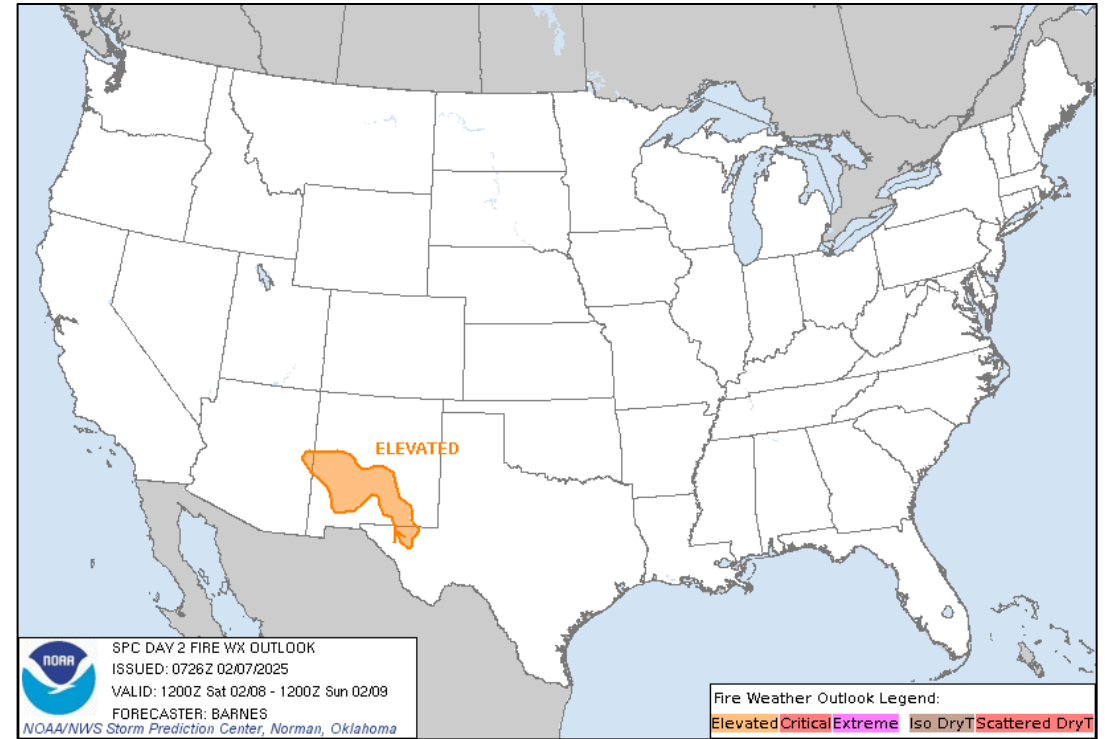 ELEVATED
NOAA
SPC DAY 2 FIRE WX OUTLOOK
ISSUED: 0726Z 02/07/2025
VALID: 1200Z Sat 02/08 - 1200Z Sun 02/09
FORECASTER: BARNES
NOAA/NWS Storm Prediction Center, Norman, Oklahoma
Fire Weather Outlook Legend:
Elevated Critical Extreme Iso DryT Scattered DryT